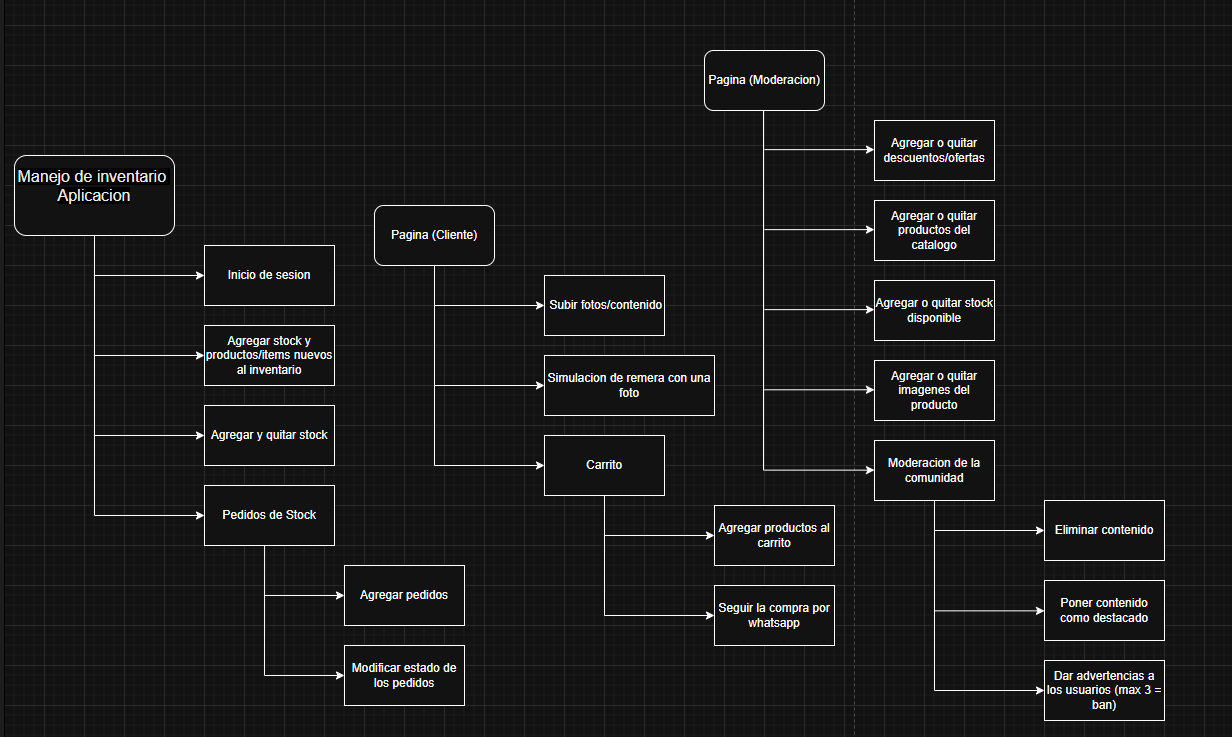 Manejo de inventario
Aplicacion
Inicio de sesion
Agregar stock y
productos/items nuevos
al inventario
Agregar y quitar stock
Pedidos de Stock
Agregar pedidos
Modificar estado de
los pedidos
Pagina (Cliente)
Subir fotos/contenido
Simulacion de remera con una
foto
Carrito
Agregar productos al
carrito
Seguir la compra por
whatsapp
Pagina (Moderacion)
Agregar o quitar
descuentos/ofertas
Agregar o quitar
productos del
catalogo
Agregar o quitar stock
disponible
Agregar o quitar
imagenes del
producto
Moderacion de la
comunidad
Eliminar contenido
Poner contenido
como destacado
Dar advertencias a
los usuarios (max 3 =
ban)